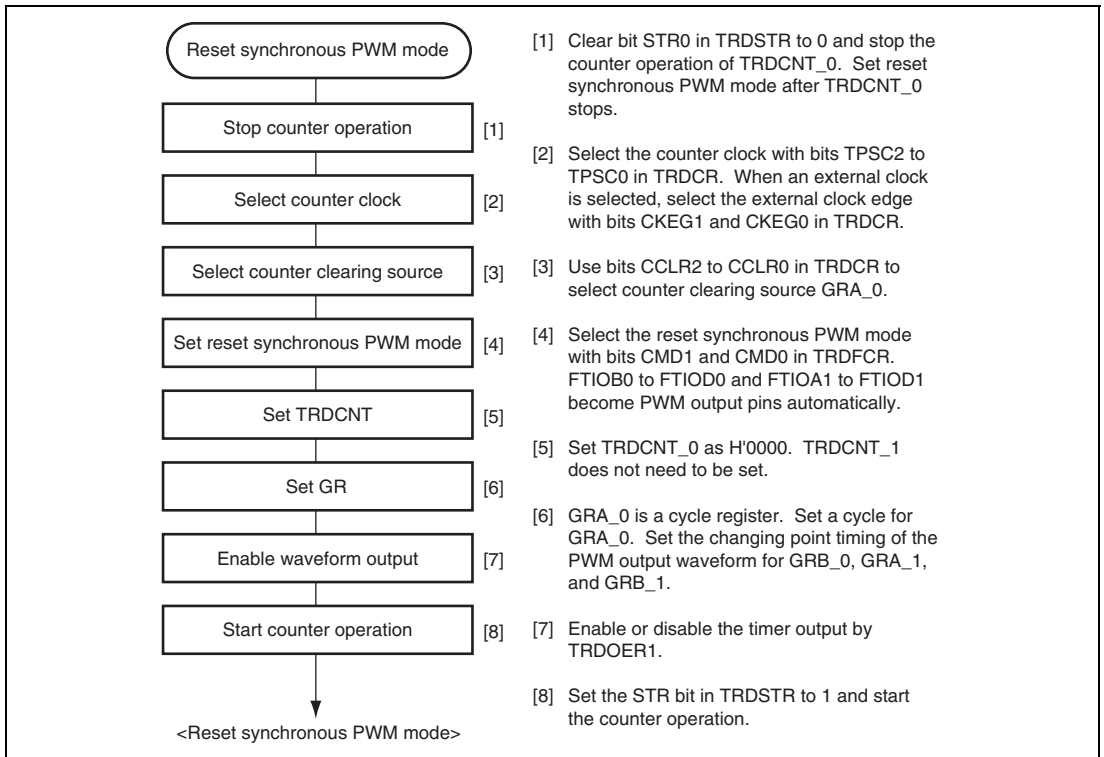 Reset synchronous PWM mode
Stop counter operation [1]
Select counter clock [2]
Select counter clearing source [3]
Set reset synchronous PWM mode [4]
Set TRDCNT [5]
Set GR [6]
Enable waveform output [7]
Start counter operation [8]
<Reset synchronous PWM mode>
[1] Clear bit STR0 in TRDSTR to 0 and stop the
counter operation of TRDCNT_0. Set reset
synchronous PWM mode after TRDCNT_0
stops.
[2] Select the counter clock with bits TPSC2 to
TPSC0 in TRDCR. When an external clock
is selected, select the external clock edge
with bits CKEG1 and CKEG0 in TRDCR.
[3] Use bits CCLR2 to CCLR0 in TRDCR to
select counter clearing source GRA_0.
[4] Select the reset synchronous PWM mode
with bits CMD1 and CMD0 in TRDFCR.
FTIOB0 to FTIOD0 and FTIOA1 to FTIOD1
become PWM output pins automatically.
[5] Set TRDCNT_0 as H'0000. TRDCNT_1
does not need to be set.
[6] GRA_0 is a cycle register. Set a cycle for
GRA_0. Set the changing point timing of the
PWM output waveform for GRB_0, GRA_1,
and GRB_1.
[7] Enable or disable the timer output by
TRDOER1.
[8] Set the STR bit in TRDSTR to 1 and start
the counter operation.